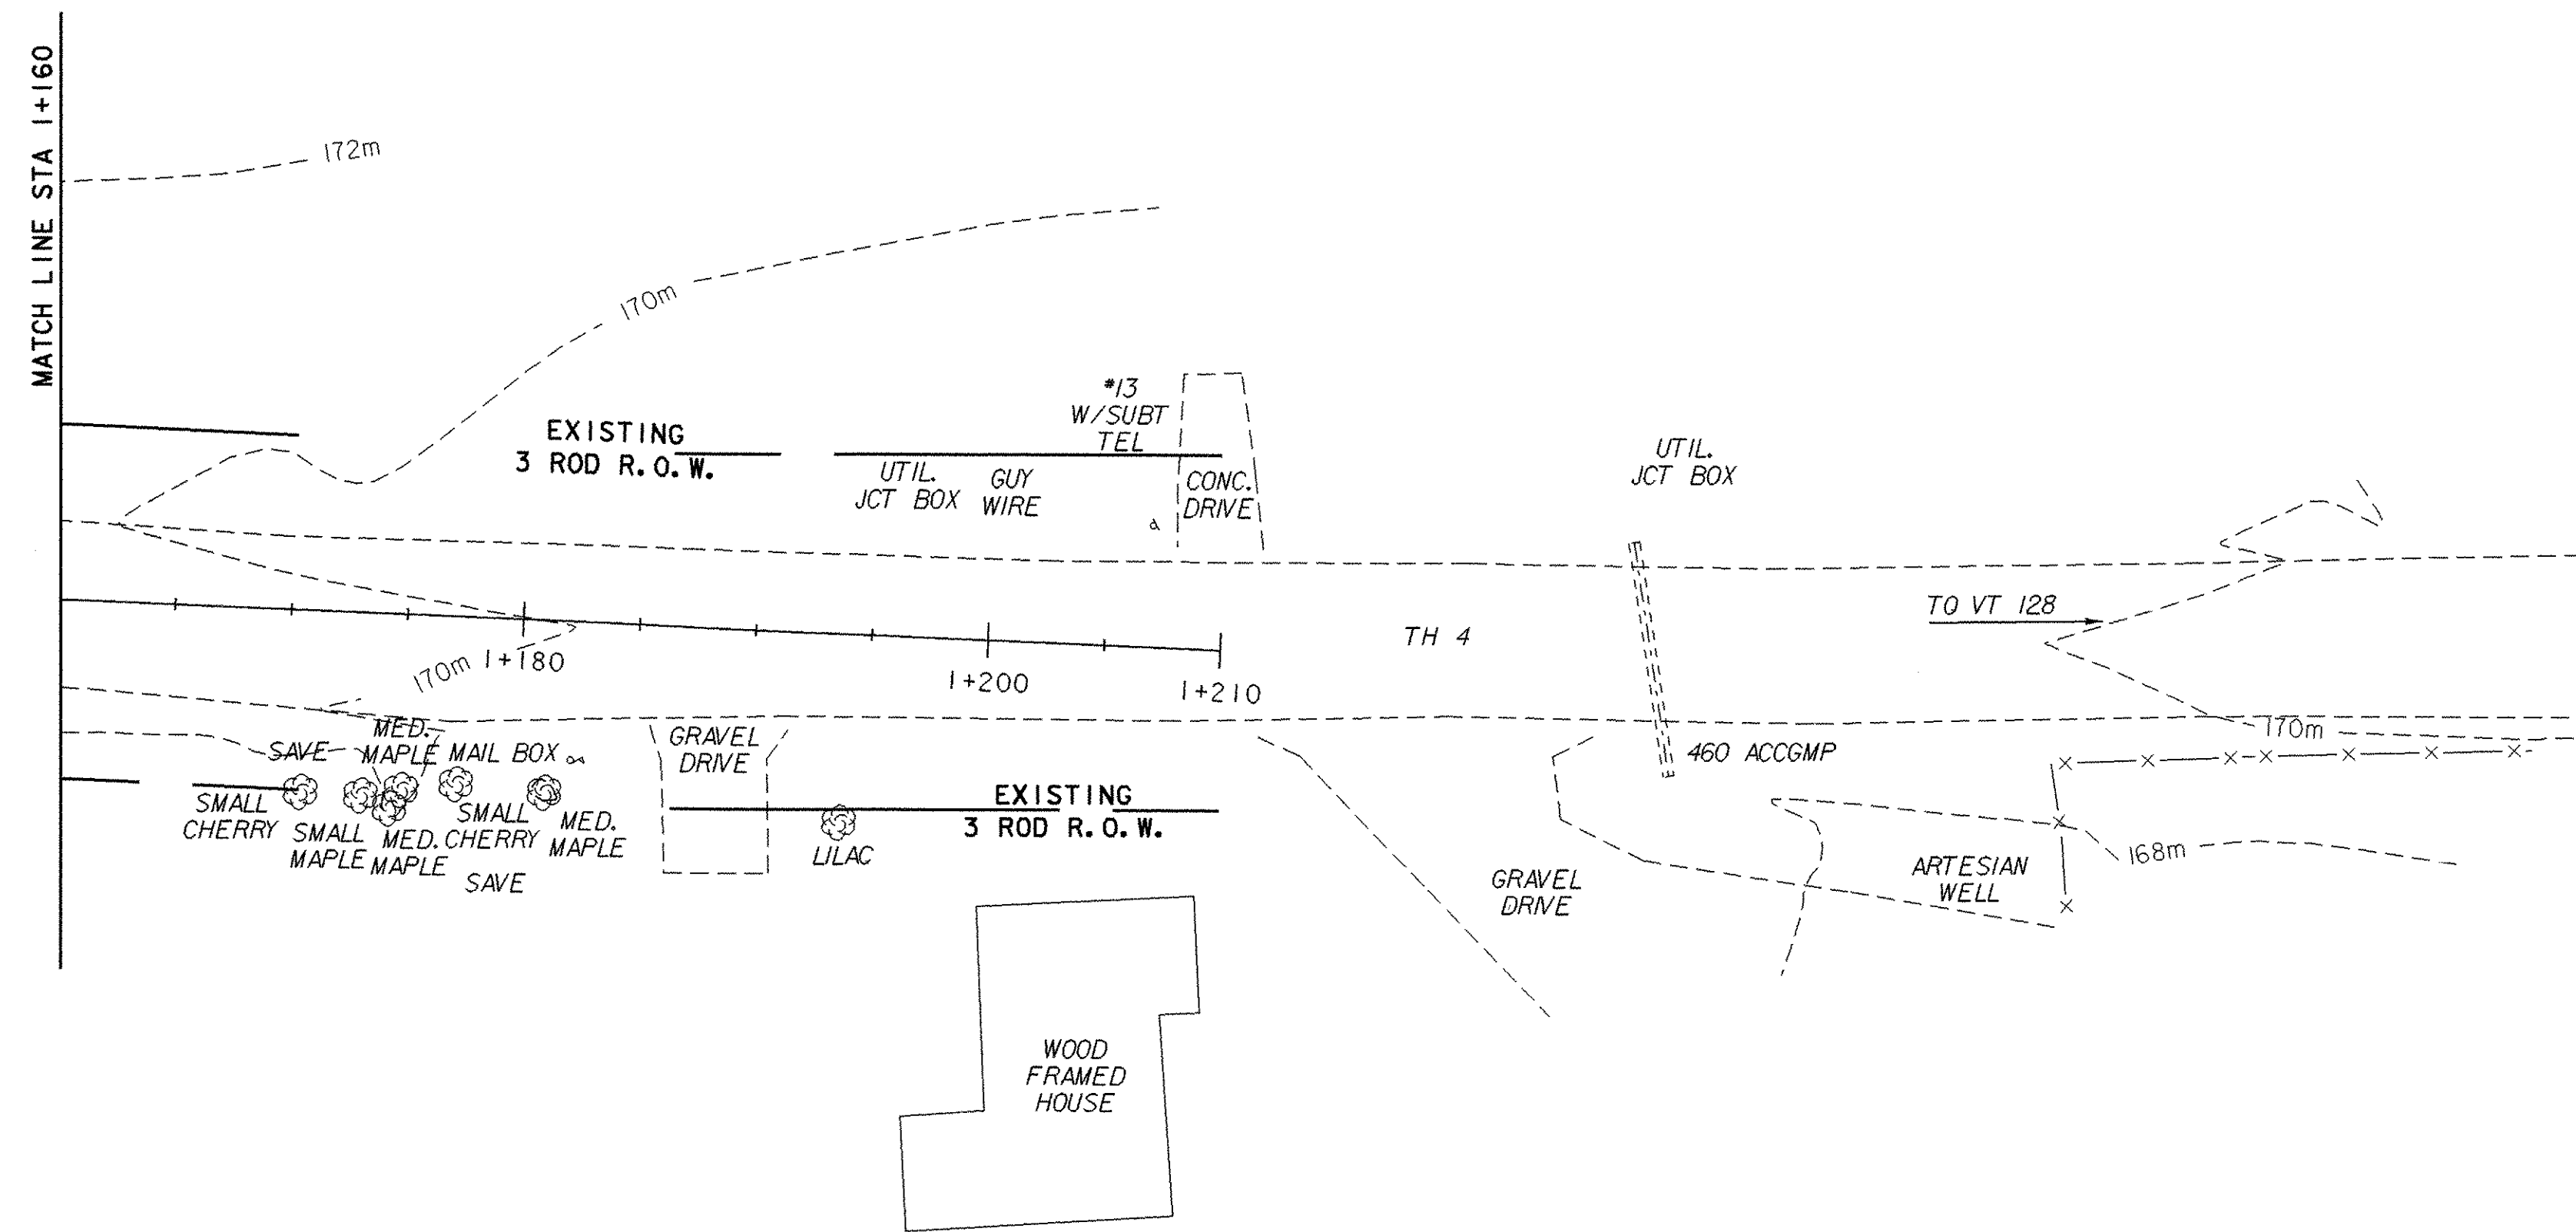 MATCH LINE STA 1+160
172m
170m
#13
W/SUBT
TEL
EXISTING
3 ROD R.O.W.
UTIL.
JCT BOX
GUY
WIRE
CONC.
DRIVE
UTIL.
JCT BOX
TO VT 128
TH 4
170m
1+180
1+200
1+210
MED.
MAPLE
SAVE
MAIL BOX
GRAVEL
DRIVE
460 ACCGMP
170m
SMALL
CHERRY
SMALL
MAPLE
MED.
MAPLE
SMALL
CHERRY
MED.
MAPLE
SAVE
LILAC
EXISTING
3 ROD R.O.W.
GRAVEL
DRIVE
ARTESIAN
WELL
168m
WOOD
FRAMED
HOUSE